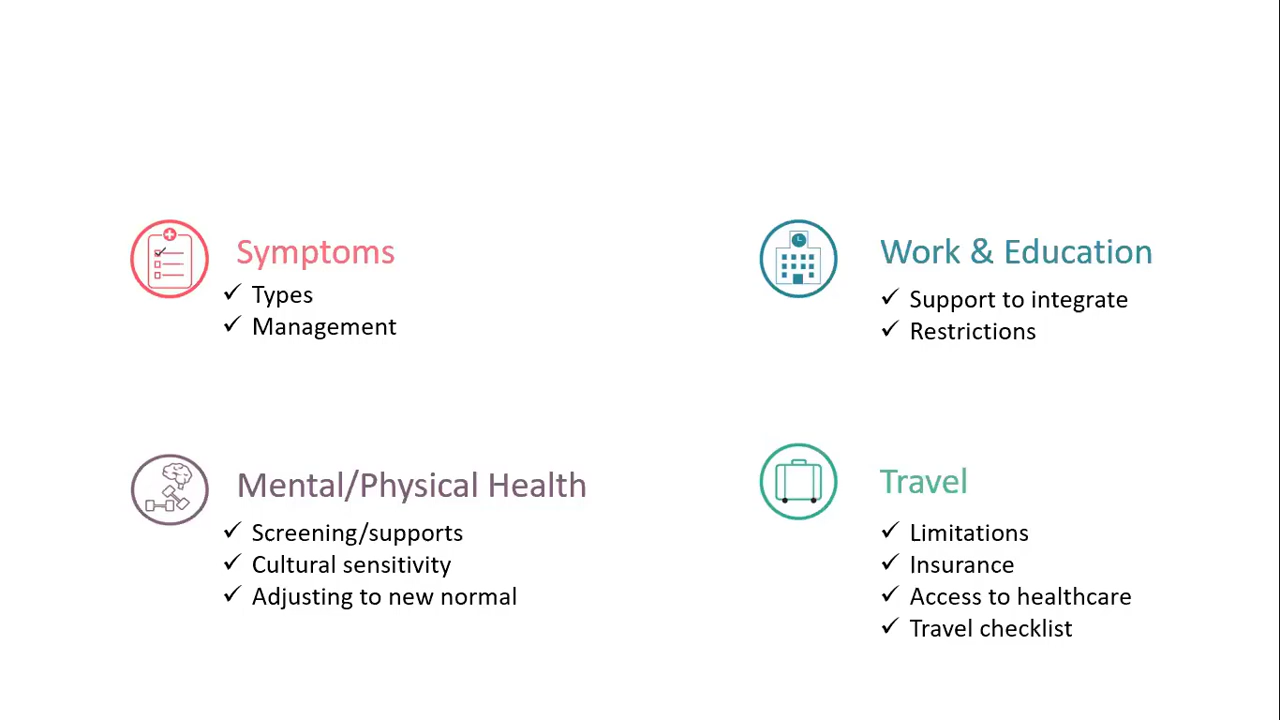 Symptoms
✓ Types
✓ Management
Work & Education
✓ Support to integrate
✓ Restrictions
Mental/Physical Health
✓ Screening/supports
✓ Cultural sensitivity
✓ Adjusting to new normal
Travel
✓ Limitations
✓ Insurance
✓ Access to healthcare
✓ Travel checklist